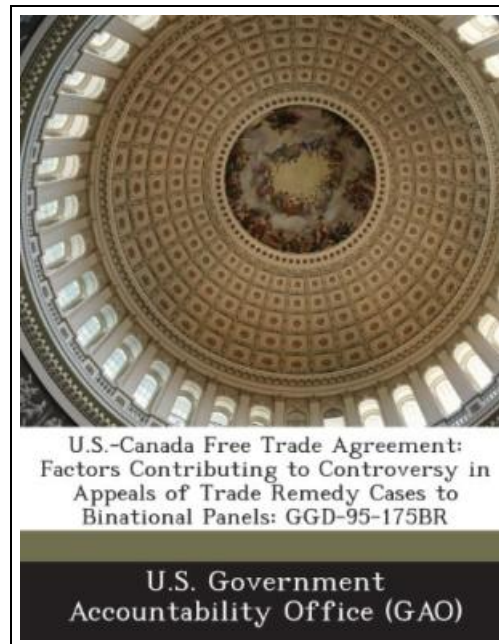 U.S.-Canada Free Trade Agreement:
Factors Contributing to Controversy in
Appeals of Trade Remedy Cases to
Binational Panels: GGD-95-175BR
U.S. Government
Accountability Office (GAO)